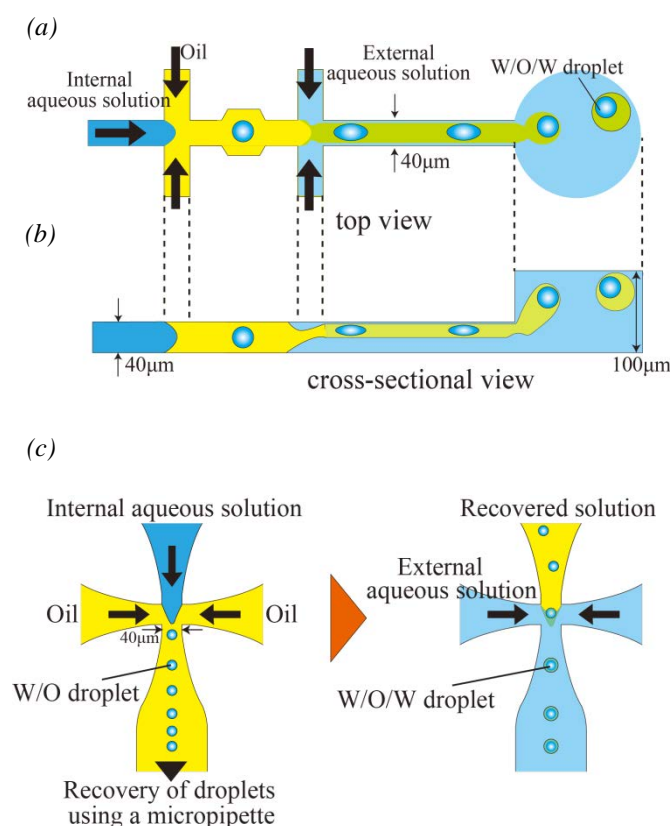 (a)
Oil
Internal
aqueous solution
External
aqueous solution
W/O/W droplet
40μm
top view
(b)
40μm
cross-sectional view
100μm
(c)
Internal aqueous solution
Oil
Oil
40μm
W/O droplet
Recovery of droplets
using a micropipette
Recovered solution
External
aqueous solution
W/O/W droplet